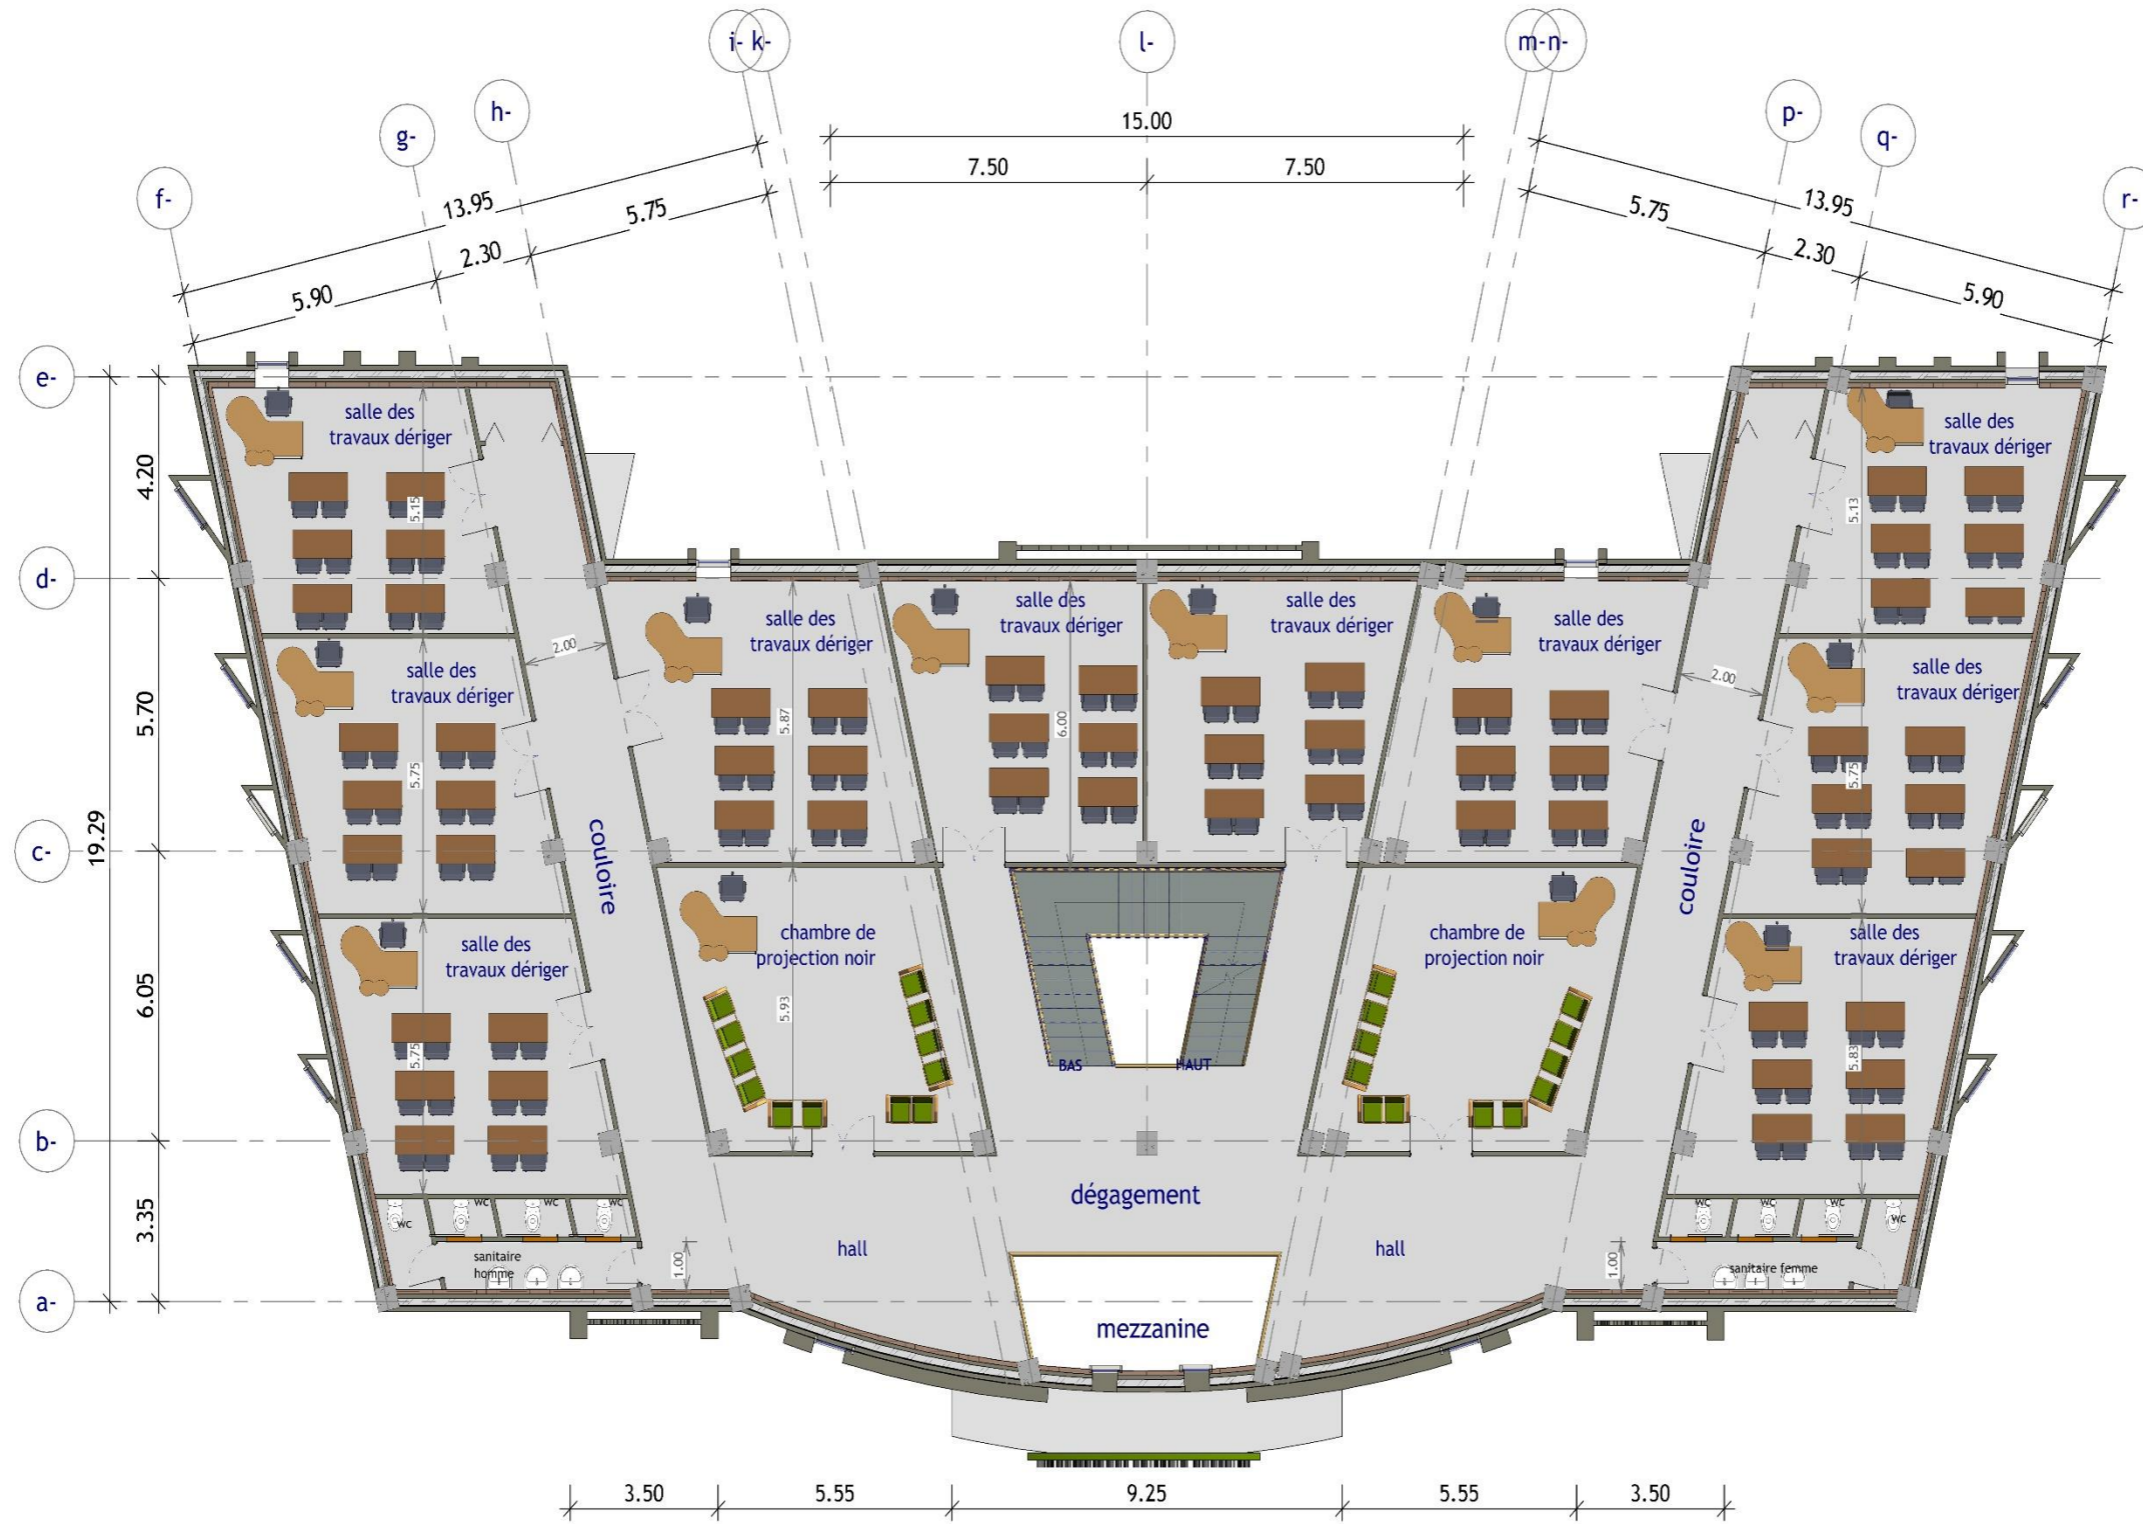 i-
k-
l-
m-
n-
h-
p-
g-
q-
f-
r-
15.00
7.50
7.50
13.95
5.75
2.30
5.90
13.95
5.75
2.30
5.90
e-
d-
c-
b-
a-
19.29
4.20
5.70
6.05
3.35
salle des
travaux dériger
5.15
salle des
travaux dériger
5.13
2.00
salle des
travaux dériger
5.87
salle des
travaux dériger
6.00
salle des
travaux dériger
salle des
travaux dériger
2.00
salle des
travaux dériger
5.75
salle des
travaux dériger
5.75
couloire
couloire
salle des
travaux dériger
5.75
chambre de
projection noir
5.93
BAS
HAUT
chambre de
projection noir
salle des
travaux dériger
5.83
dégagement
wc
wc
wc
wc
wc
wc
wc
wc
sanitaire
homme
1.00
hall
hall
1.00
sanitaire femme
mezzanine
3.50
5.55
9.25
5.55
3.50